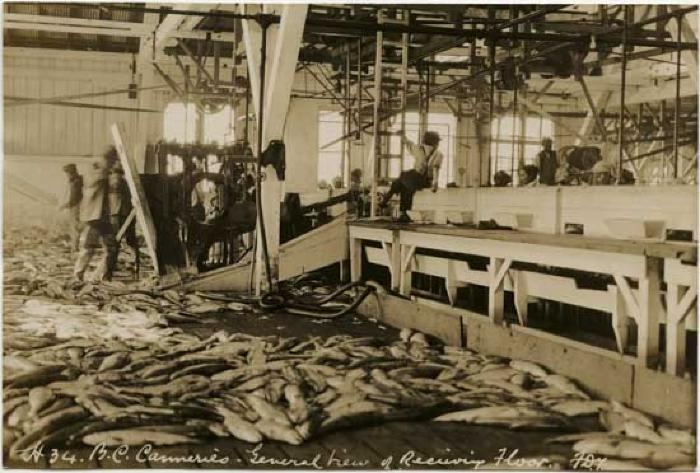 H 34. B.C. Canneries - General View of Receiving Floor.